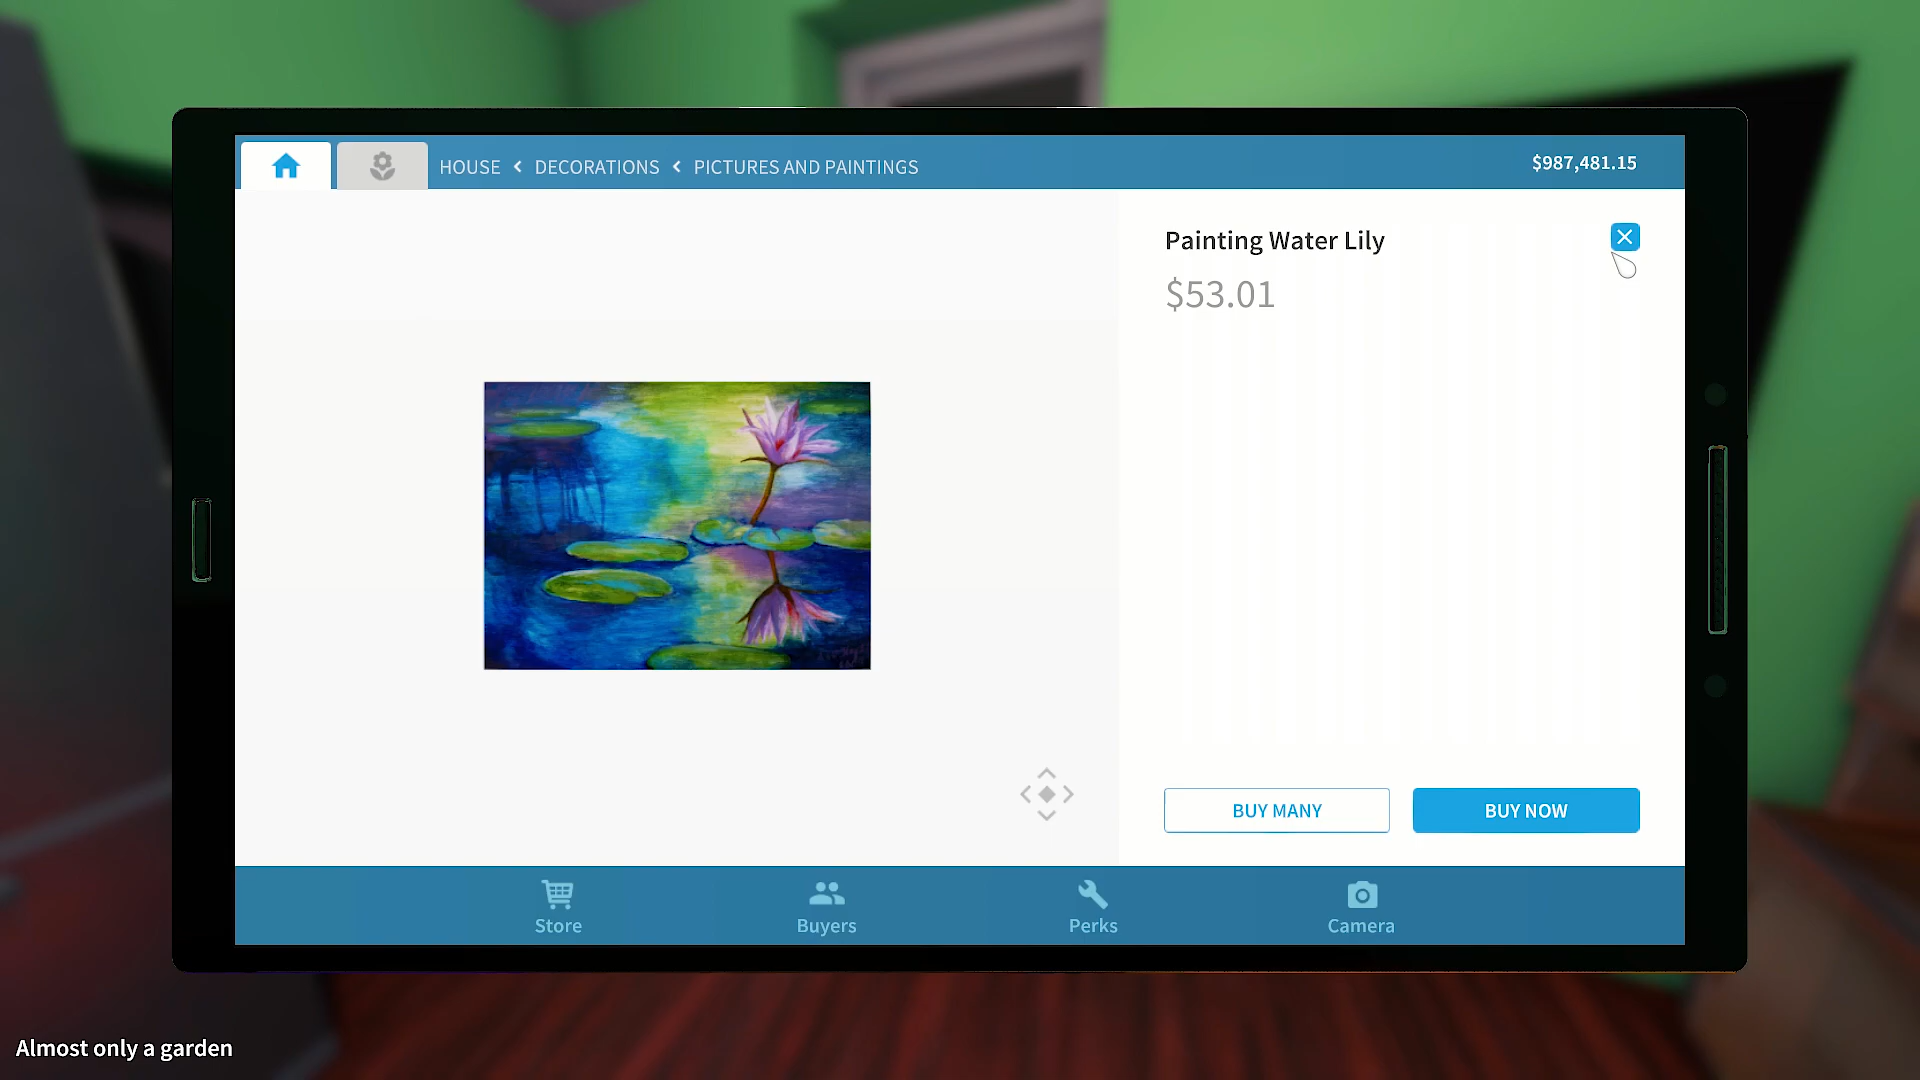 HOUSE < DECORATIONS < PICTURES AND PAINTINGS
$987,481.15
Painting Water Lily
$53.01
BUY MANY
BUY NOW
Store
Buyers
Perks
Camera
Almost only a garden